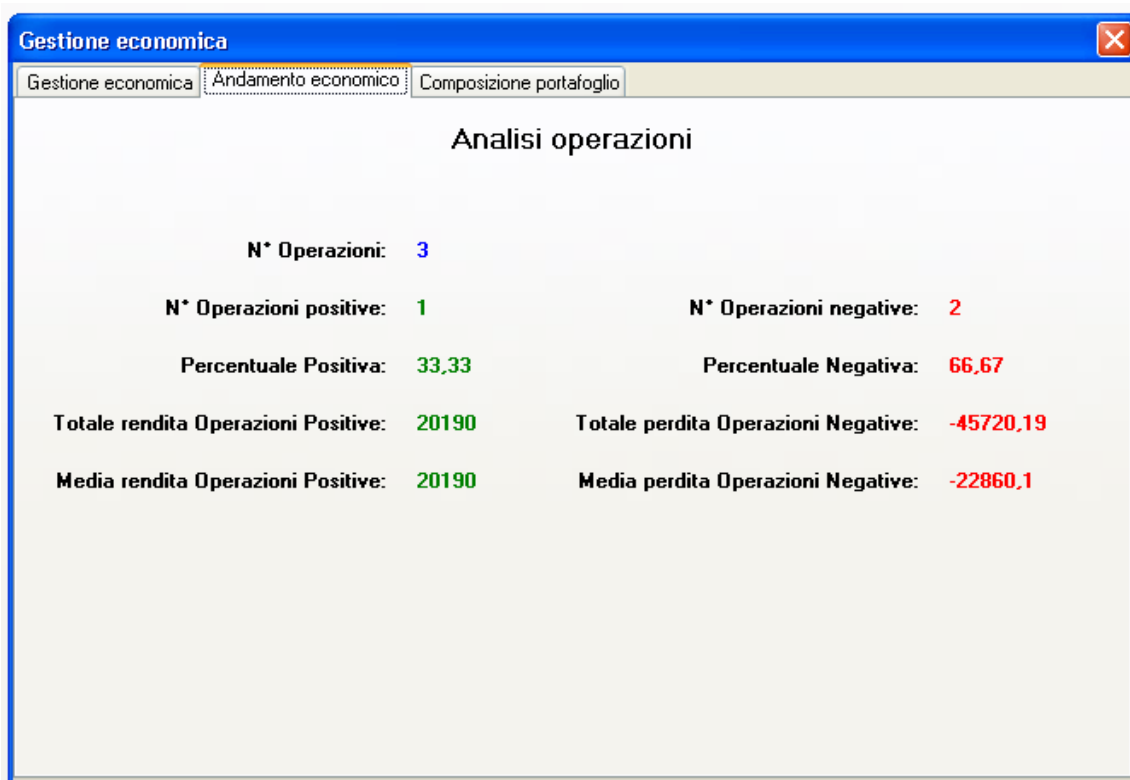 Gestione economica
Gestione economica Andamento economico Composizione portafoglio
Analisi operazioni
N° Operazioni: 3
N° Operazioni positive: 1 N° Operazioni negative: 2
Percentuale Positiva: 33,33 Percentuale Negativa: 66,67
Totale rendita Operazioni Positive: 20190 Totale perdita Operazioni Negative: -45720,19
Media rendita Operazioni Positive: 20190 Media perdita Operazioni Negative: -22860,1